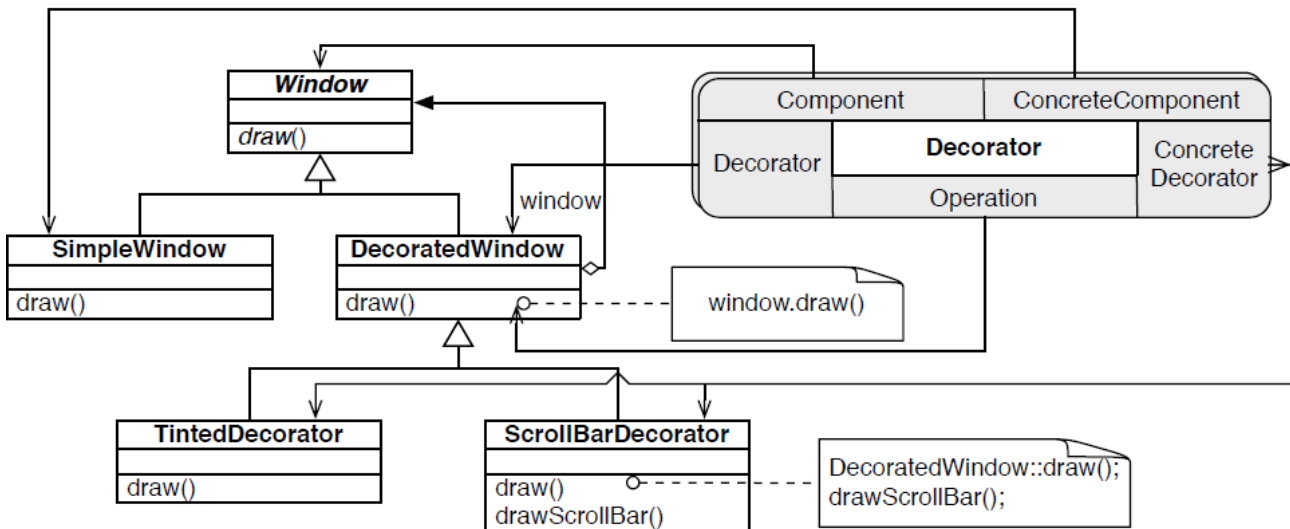 Window
draw()
Component
ConcreteComponent
Decorator
Decorator
Concrete
Decorator
Operation
window
SimpleWindow
draw()
DecoratedWindow
draw()
window.draw()
TintedDecorator
draw()
ScrollBarDecorator
draw()
drawScrollBar()
DecoratedWindow::draw();
drawScrollBar();